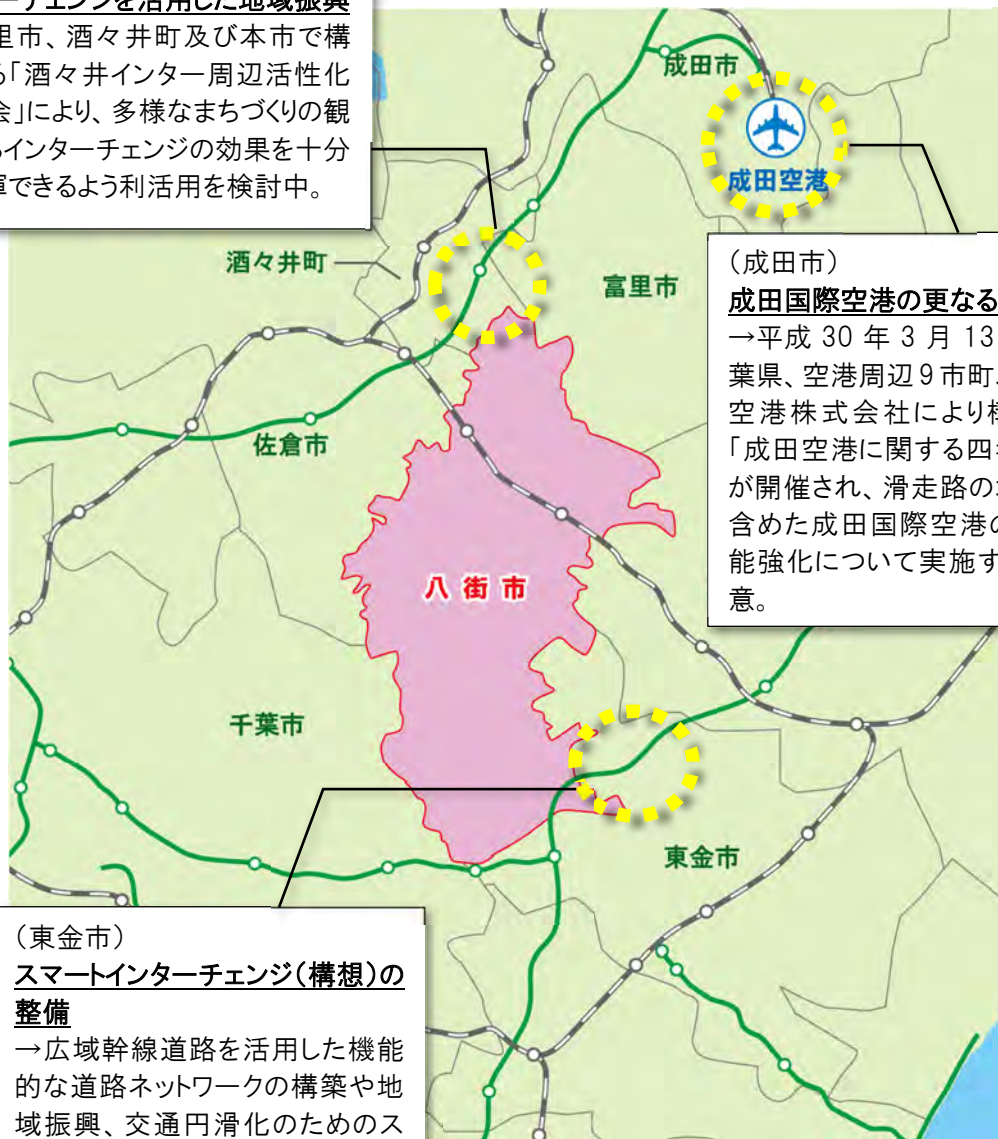 ーチェンジを活用した地域振興
里市、酒々井町及び本市で構
る「酒々井インター周辺活性化
会」により、多様なまちづくりの観
らインターチェンジの効果を十分
揮できるよう利活用を検討中。
成田市
成田空港
酒々井町
富里市
(成田市)
成田国際空港の更なる
→平成 30 年 3 月 13
葉県、空港周辺9市町
空港株式会社により
「成田空港に関する四
が開催され、滑走路の
含めた成田国際空港の
能強化について実施す
意。
佐倉市
八街市
千葉市
東金市
(東金市)
スマートインターチェンジ(構想)の
整備
→広域幹線道路を活用した機能
的な道路ネットワークの構築や地
域振興、交通円滑化のためのス